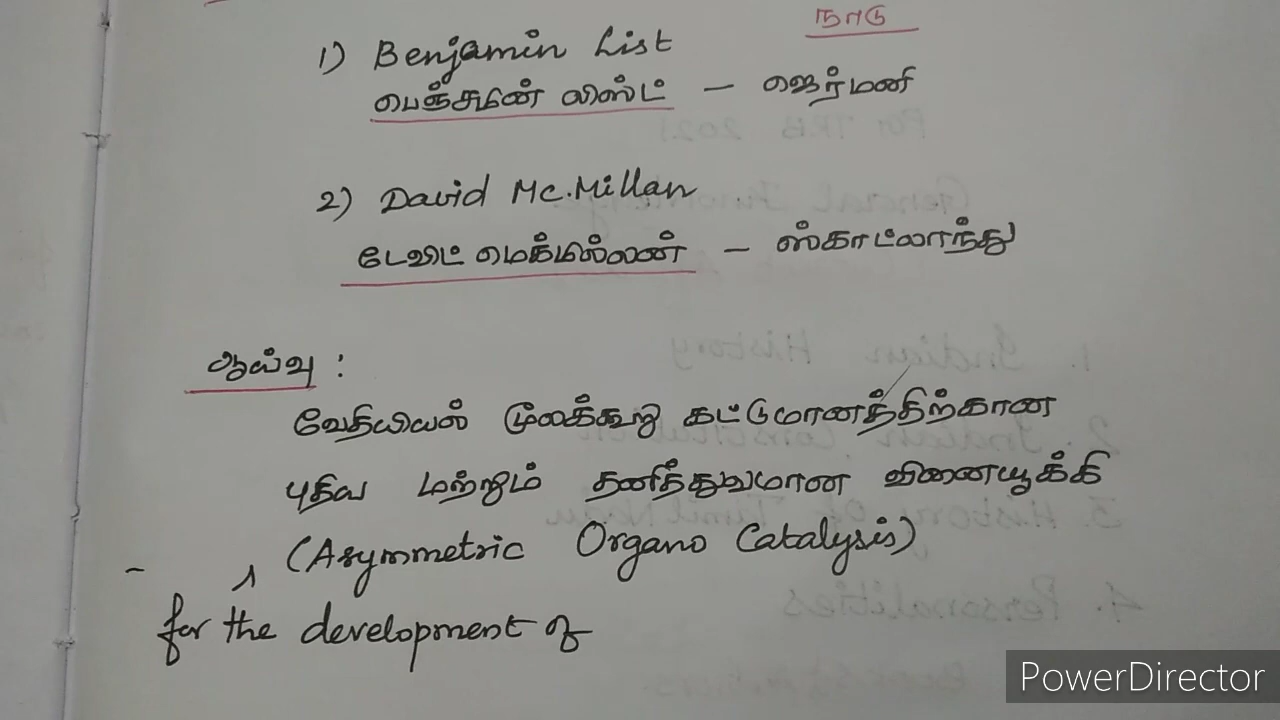 நாடு
1) Benjamin List
பெஞ்சமின் லிஸ்ட் – ஜெர்மனி
2) David Mc.Millan
டேவிட் மெக்மில்லன் – ஸ்காட்லாந்து
ஆய்வு :
வேதியியல் மூலக்கூறு கட்டுமானத்திற்கான
புதிய மற்றும் தனித்துவமான வினையூக்கி
(Asymmetric Organo Catalysis)
for the development of
PowerDirector